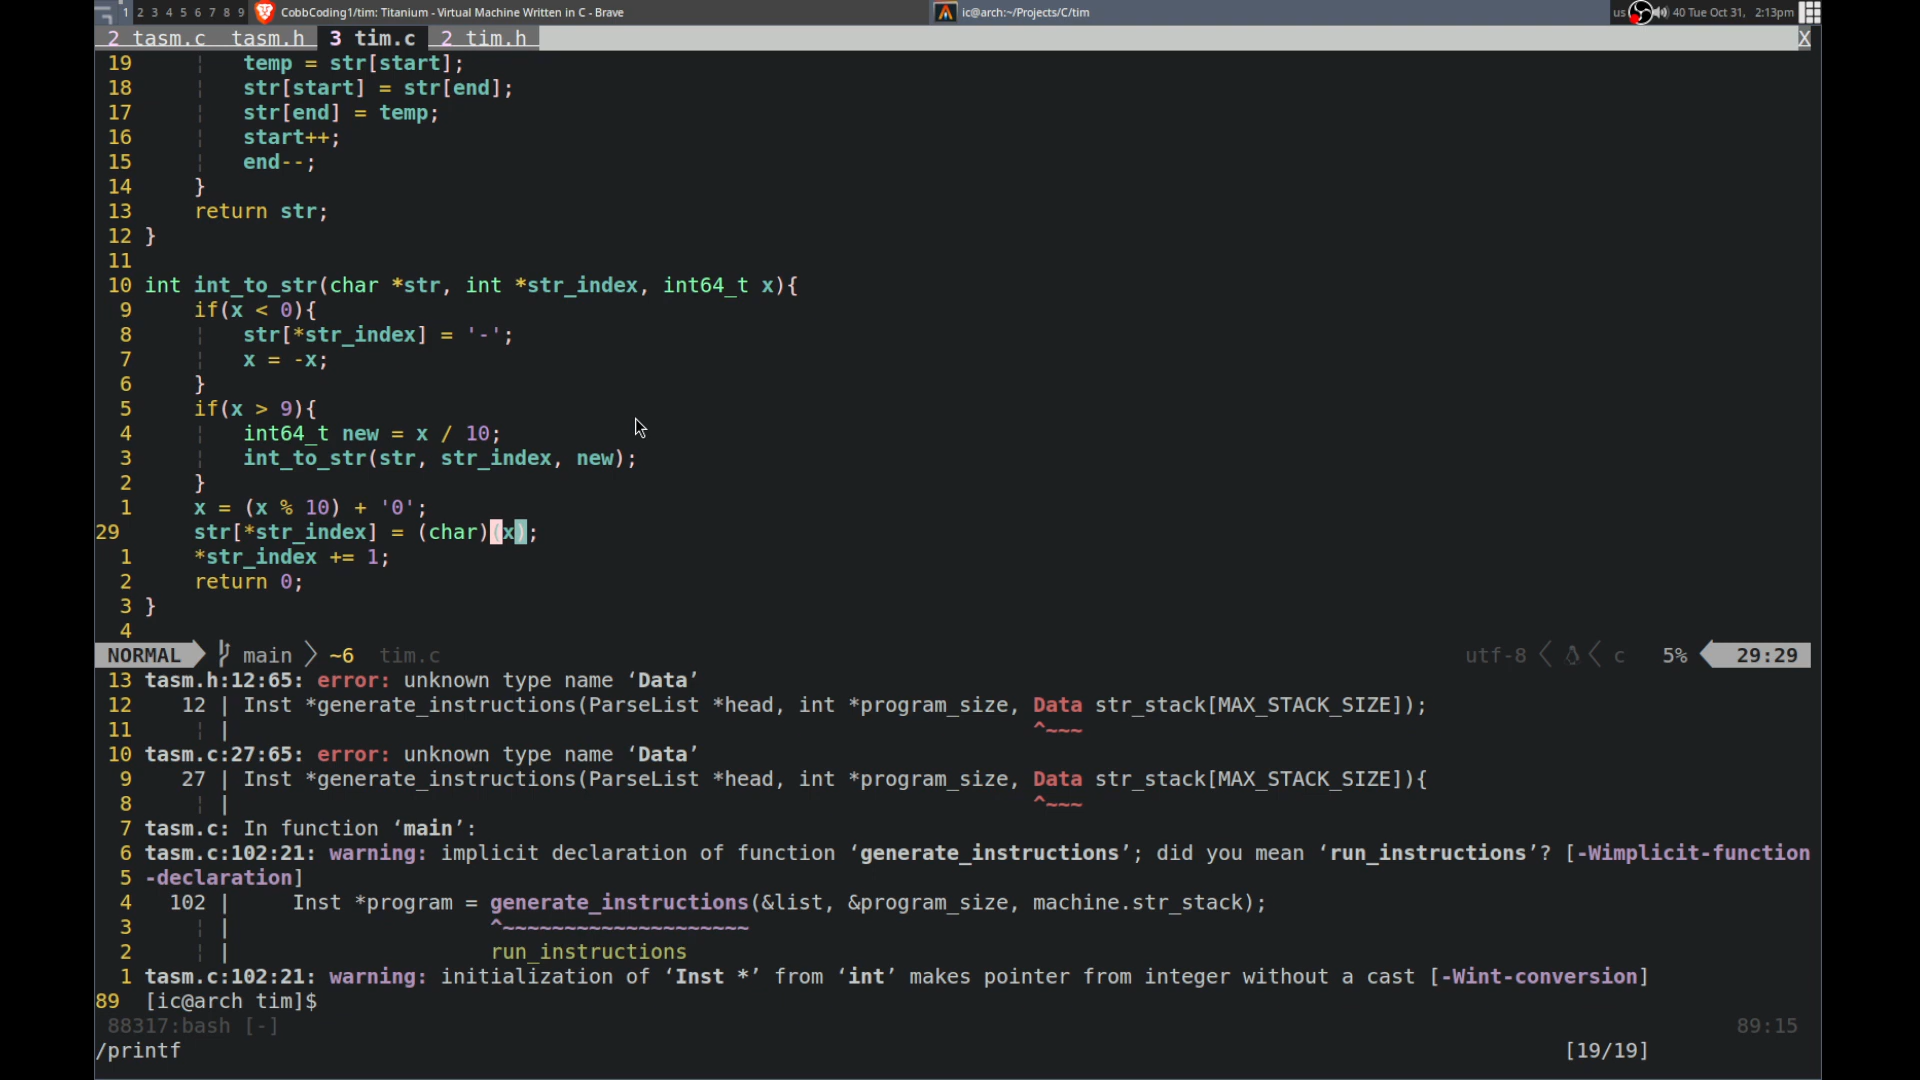 1 2 3 4 5 6 7 8 9 CobbCoding1/tim: Titanium - Virtual Machine Written in C - Brave ic@arch:~/Projects/C/tim us 40 Tue Oct 31, 2:13pm
2 tasm.c tasm.h 3 tim.c 2 tim.h X
19 temp = str[start];
18 str[start] = str[end];
17 str[end] = temp;
16 start++;
15 end--;
14 }
13 return str;
12 }
11
10 int int_to_str(char *str, int *str_index, int64_t x){
9 if(x < 0){
8 str[*str_index] = '-';
7 x = -x;
6 }
5 if(x > 9){
4 int64_t new = x / 10;
3 int_to_str(str, str_index, new);
2 }
1 x = (x % 10) + '0';
29 str[*str_index] = (char)(x);
1 *str_index += 1;
2 return 0;
3 }
4
NORMAL main ~6 tim.c utf-8 c 5% 29:29
13 tasm.h:12:65: error: unknown type name ‘Data’
12 12 | Inst *generate_instructions(ParseList *head, int *program_size, Data str_stack[MAX_STACK_SIZE]);
11 | ^~~~
10 tasm.c:27:65: error: unknown type name ‘Data’
9 27 | Inst *generate_instructions(ParseList *head, int *program_size, Data str_stack[MAX_STACK_SIZE]){
8 | ^~~~
7 tasm.c: In function ‘main’:
6 tasm.c:102:21: warning: implicit declaration of function ‘generate_instructions’; did you mean ‘run_instructions’? [-Wimplicit-function
5 -declaration]
4 102 | Inst *program = generate_instructions(&list, &program_size, machine.str_stack);
3 | ^~~~~~~~~~~~~~~~~~~~~
2 | run_instructions
1 tasm.c:102:21: warning: initialization of ‘Inst *’ from ‘int’ makes pointer from integer without a cast [-Wint-conversion]
89 [ic@arch tim]$
88317:bash [-] 89:15
/printf [19/19]